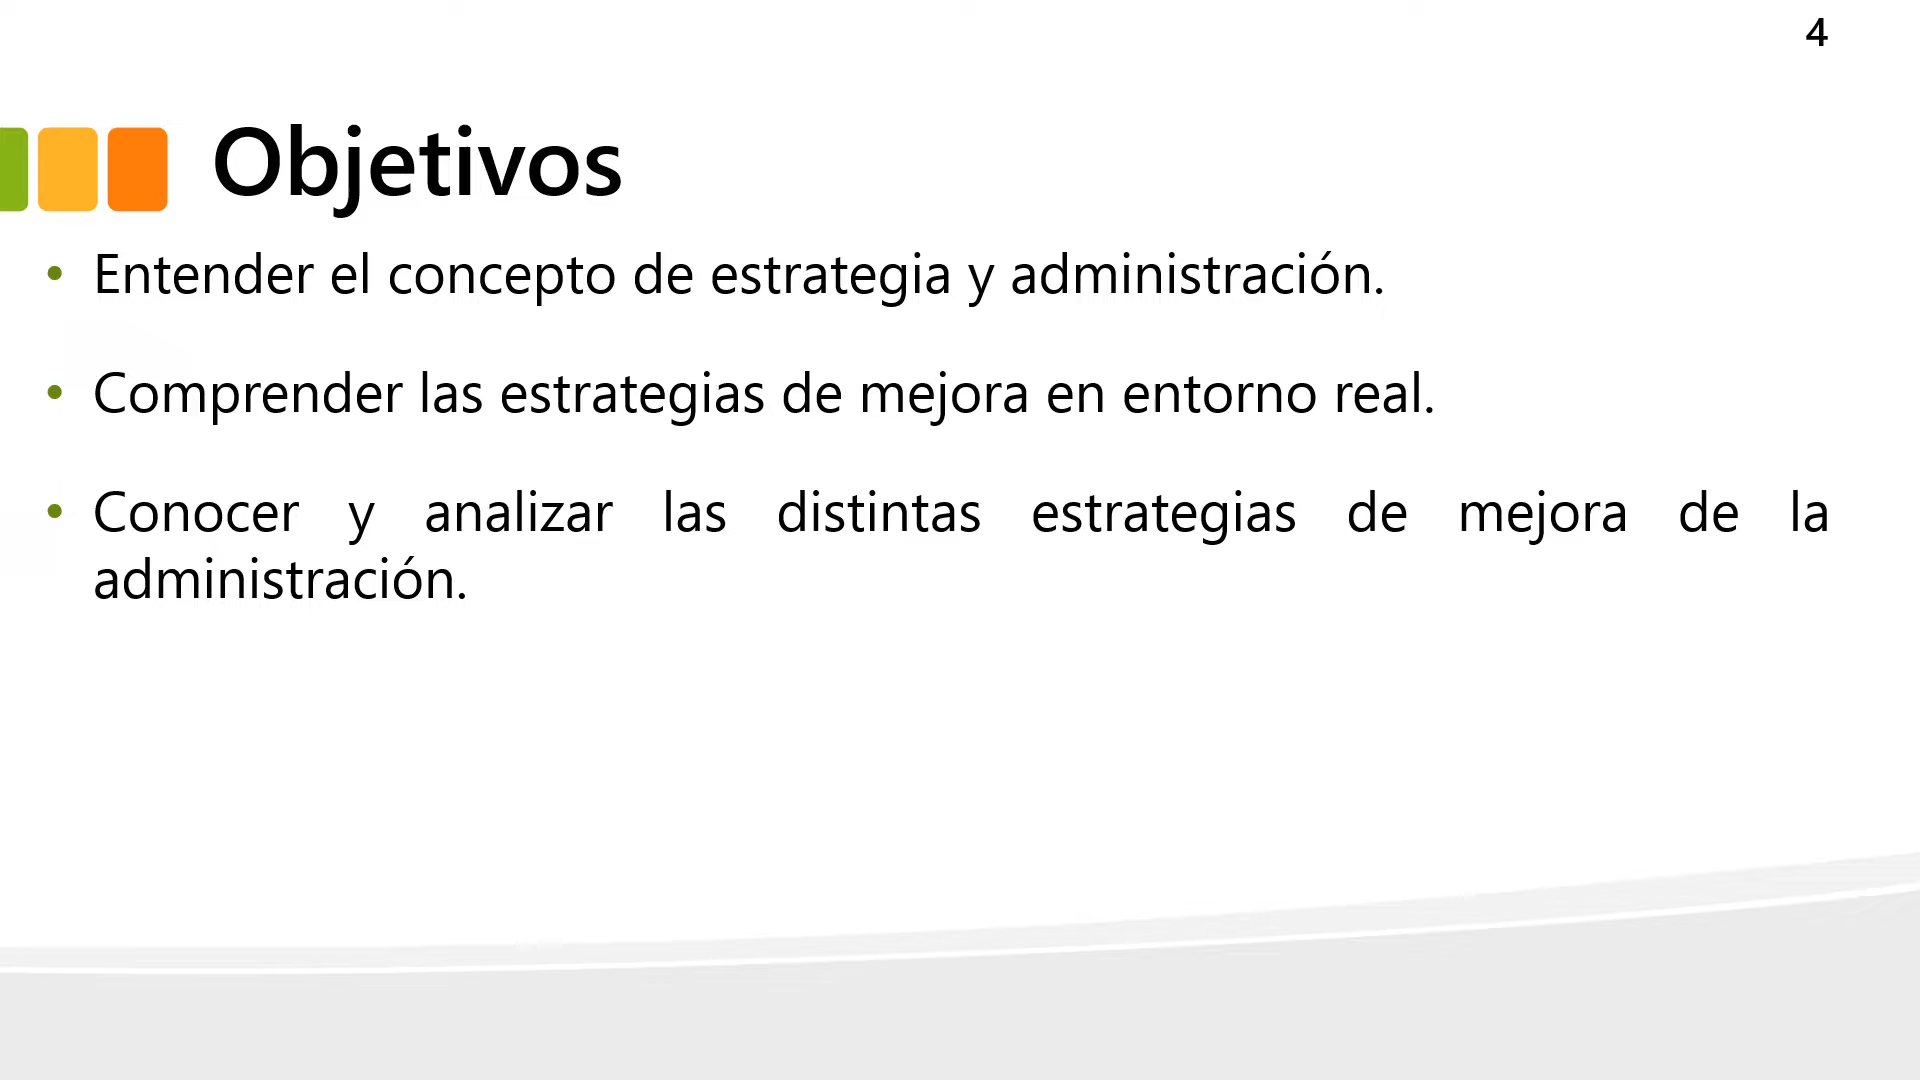 4
Objetivos
• Entender el concepto de estrategia y administración.
• Comprender las estrategias de mejora en entorno real.
• Conocer y analizar las distintas estrategias de mejora de la
administración.